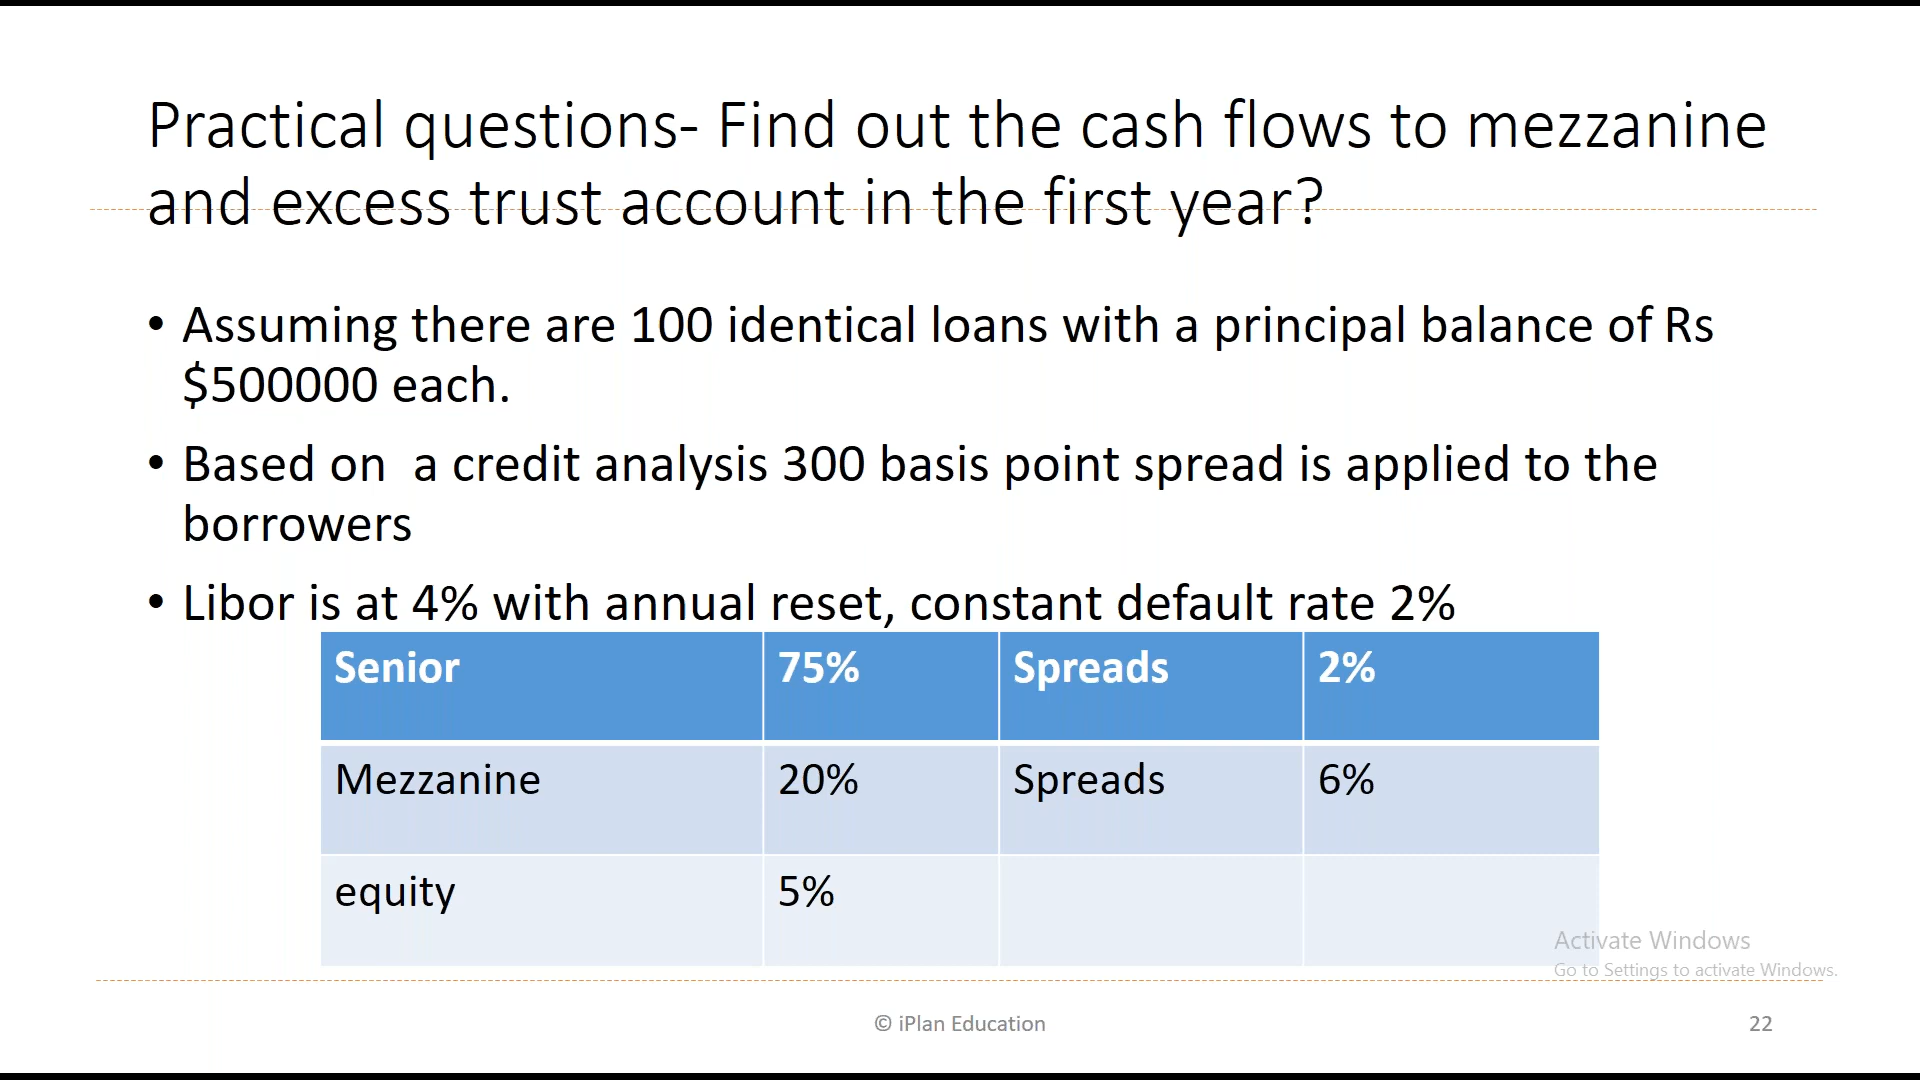 Practical questions- Find out the cash flows to mezzanine
and excess trust account in the first year?
• Assuming there are 100 identical loans with a principal balance of Rs
$500000 each.
• Based on  a credit analysis 300 basis point spread is applied to the
borrowers
• Libor is at 4% with annual reset, constant default rate 2%
Senior 75% Spreads 2%
Mezzanine 20% Spreads 6%
equity 5%
Activate Windows
Go to Settings to activate Windows.
© iPlan Education 22